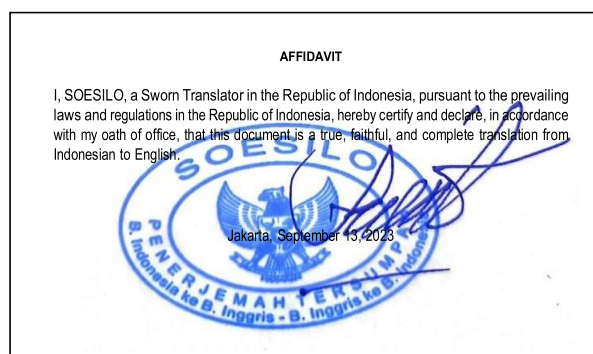 AFFIDAVIT
I, SOESILO, a Sworn Translator in the Republic of Indonesia, pursuant to the prevailing
laws and regulations in the Republic of Indonesia, hereby certify and declare, in accordance
with my oath of office, that this document is a true, faithful, and complete translation from
Indonesian to English.
SOESILO
Jakarta, September 13, 2023
PENERJEMAH TERSUMPAH
B. Indonesia ke B. Inggris - B. Inggris ke B. Indonesia